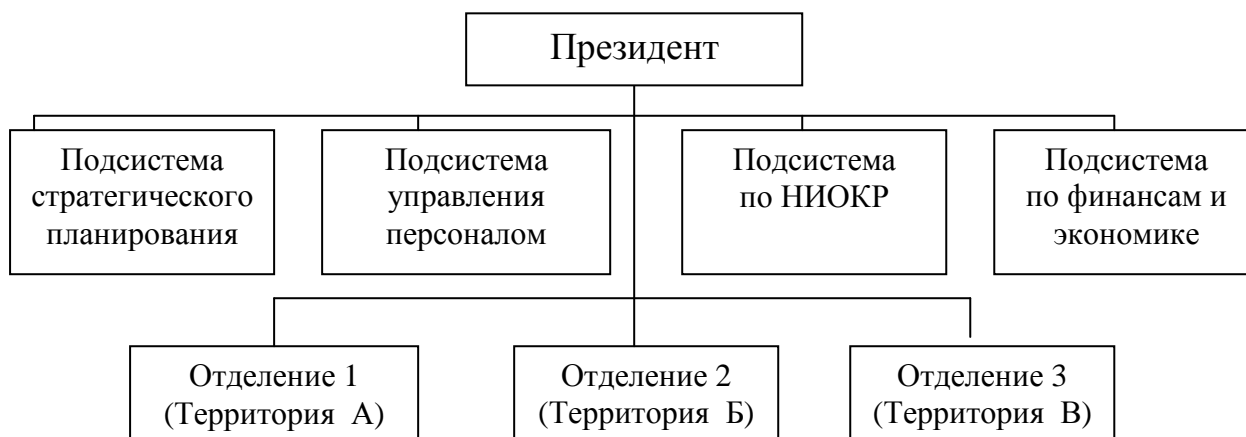 Президент
Подсистема
стратегического
планирования
Подсистема
управления
персоналом
Подсистема
по НИОКР
Подсистема
по финансам и
экономике
Отделение 1
(Территория А)
Отделение 2
(Территория Б)
Отделение 3
(Территория В)